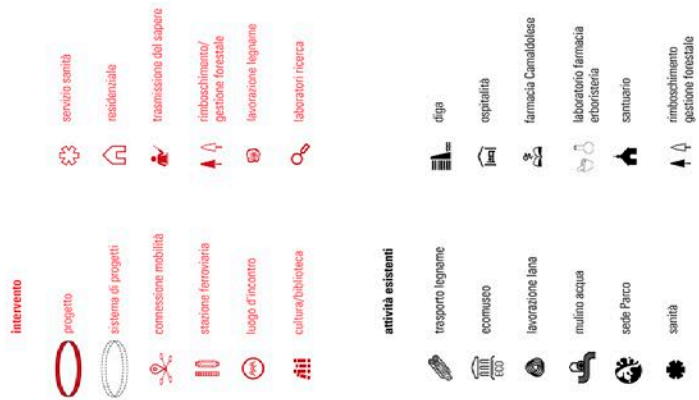 intervento
progetto
sistema di progetti
connessione mobilità
stazione ferroviaria
luogo d'incontro
cultura/biblioteca
servizio sanità
residenziale
trasmissione del sapere
rimboschimento/
gestione forestale
lavorazione legname
laboratori ricerca
attività esistenti
trasporto legname
ECO
ecomuseo
lavorazione lana
mulino acqua
sede Parco
sanità
diga
ospitalità
farmacia Camaldolese
laboratorio farmacia
erboristeria
santuario
rimboschimento
gestione forestale